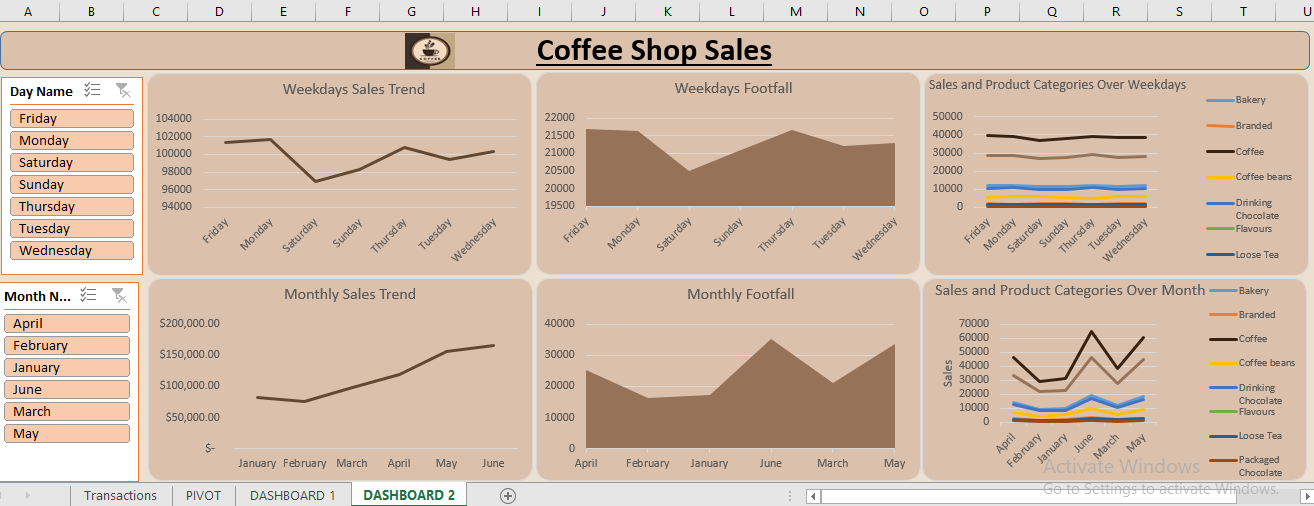 A B C D E F G H I J K L M N O P Q R S T U
Coffee Shop Sales
Day Name
Friday
Monday
Saturday
Sunday
Thursday
Tuesday
Wednesday
Weekdays Sales Trend
104000
102000
100000
98000
96000
94000
Friday Monday Saturday Sunday Thursday Tuesday Wednesday
Weekdays Footfall
22000
21500
21000
20500
20000
19500
Friday Monday Saturday Sunday Thursday Tuesday Wednesday
Sales and Product Categories Over Weekdays
50000
40000
30000
20000
10000
0
Friday Monday Saturday Sunday Thursday Tuesday Wednesday
Bakery
Branded
Coffee
Coffee beans
Drinking
Chocolate
Flavours
Loose Tea
Month N...
April
February
January
June
March
May
Monthly Sales Trend
$200,000.00
$150,000.00
$100,000.00
$50,000.00
$-
January February March April May June
Monthly Footfall
40000
30000
20000
10000
0
April February January June March May
Sales and Product Categories Over Month
Sales
70000
60000
50000
40000
30000
20000
10000
0
April February January June March May
Bakery
Branded
Coffee
Coffee beans
Drinking
Chocolate
Flavours
Loose Tea
Packaged
Chocolate
Activate Windows
Go to Settings to activate Windows.
Transactions PIVOT DASHBOARD 1 DASHBOARD 2